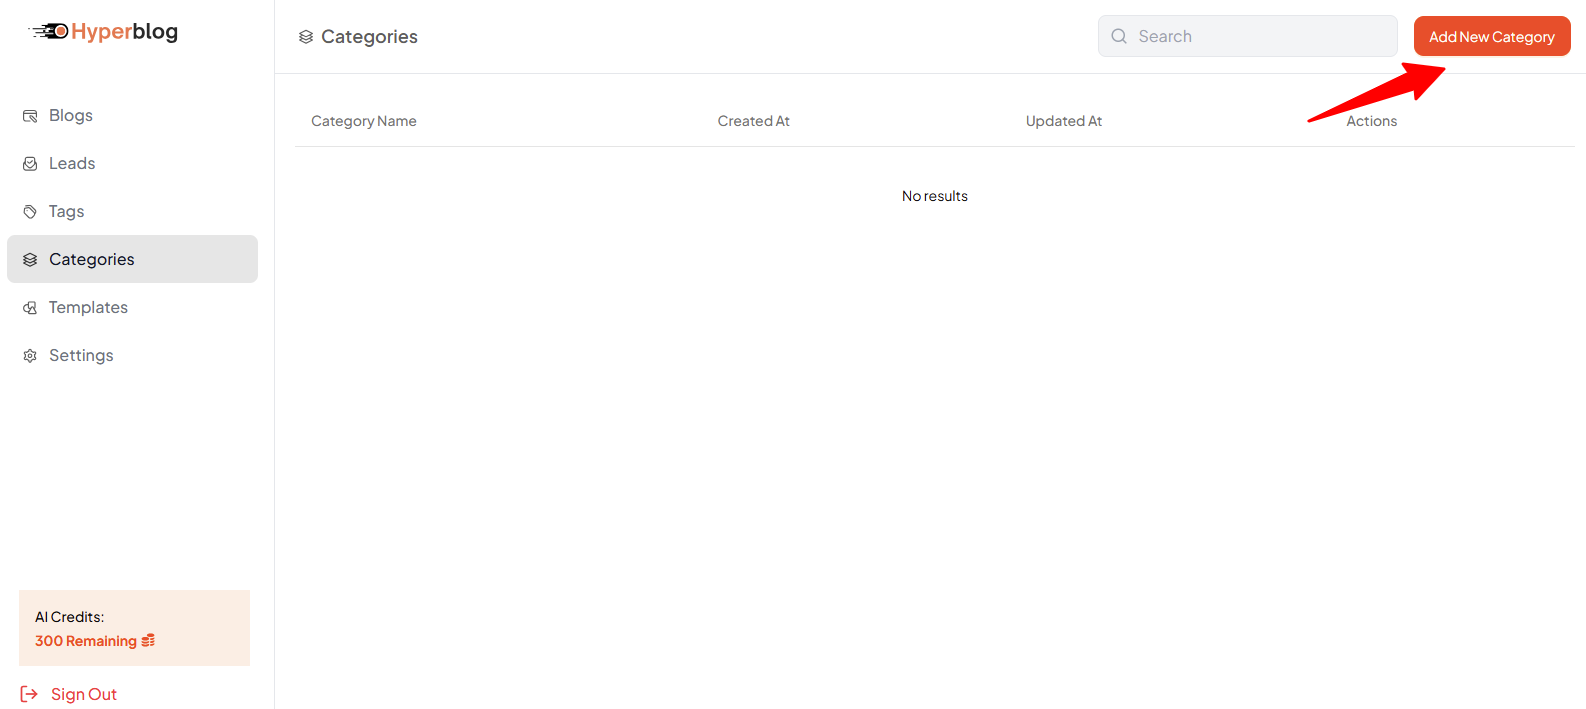 Hyperblog
Categories
Search
Add New Category
Blogs
Leads
Tags
Categories
Templates
Settings
Category Name
Created At
Updated At
Actions
No results
AI Credits:
300 Remaining
Sign Out